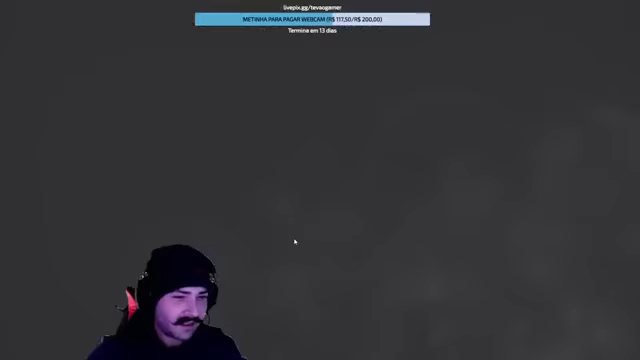 livepix.gg/tevaogamer
METINHA PARA PAGAR WEBCAM (R$ 117,50/R$ 200,00)
Termina em 13 dias